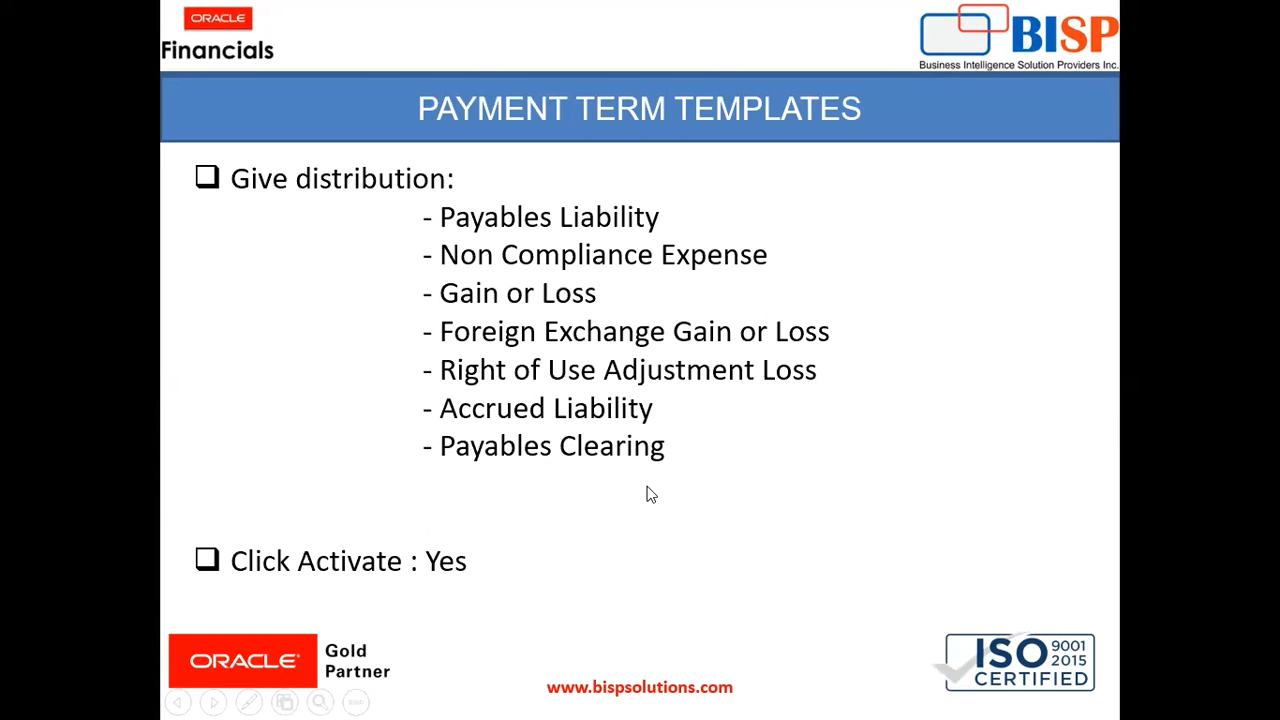 ORACLE
Financials
BISP
Business Intelligence Solution Providers Inc.
PAYMENT TERM TEMPLATES
Give distribution:
- Payables Liability
- Non Compliance Expense
- Gain or Loss
- Foreign Exchange Gain or Loss
- Right of Use Adjustment Loss
- Accrued Liability
- Payables Clearing
Click Activate : Yes
ORACLE®
Gold
Partner
www.bispsolutions.com
ISO 9001
2015
CERTIFIED